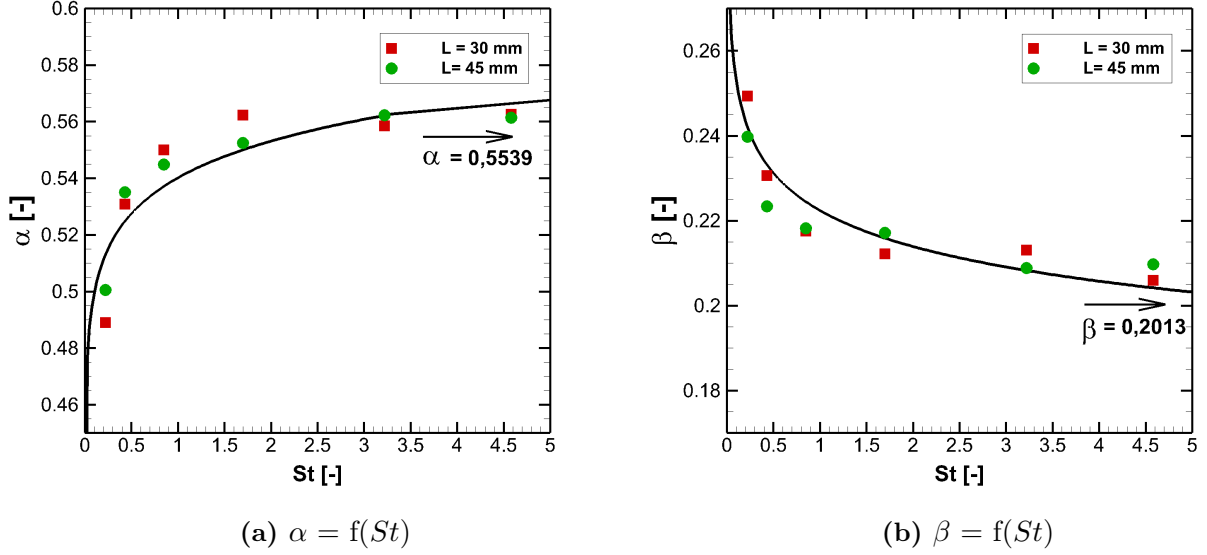 0.6
0.58
0.56
0.54
0.52
0.5
0.48
0.46
α [-]
L = 30 mm
L= 45 mm
α = 0,5539
0 0.5 1 1.5 2 2.5 3 3.5 4 4.5 5
St [-]
(a) α = f(St)
0.26
0.24
0.22
0.2
0.18
β [-]
L = 30 mm
L= 45 mm
β = 0,2013
0 0.5 1 1.5 2 2.5 3 3.5 4 4.5 5
St [-]
(b) β = f(St)